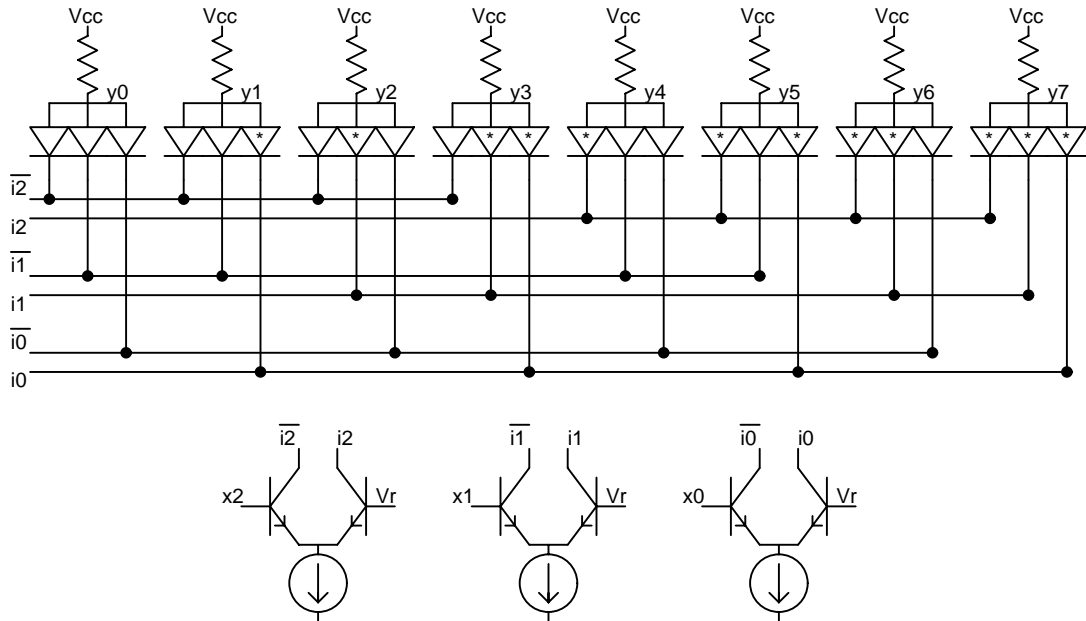 Vcc Vcc Vcc Vcc Vcc Vcc Vcc Vcc
y0 y1 y2 y3 y4 y5 y6 y7
* * * * * * * * * * * *
i2
i2
i1
i1
i0
i0
i2 i2 i1 i1 i0 i0
x2 Vr x1 Vr x0 Vr